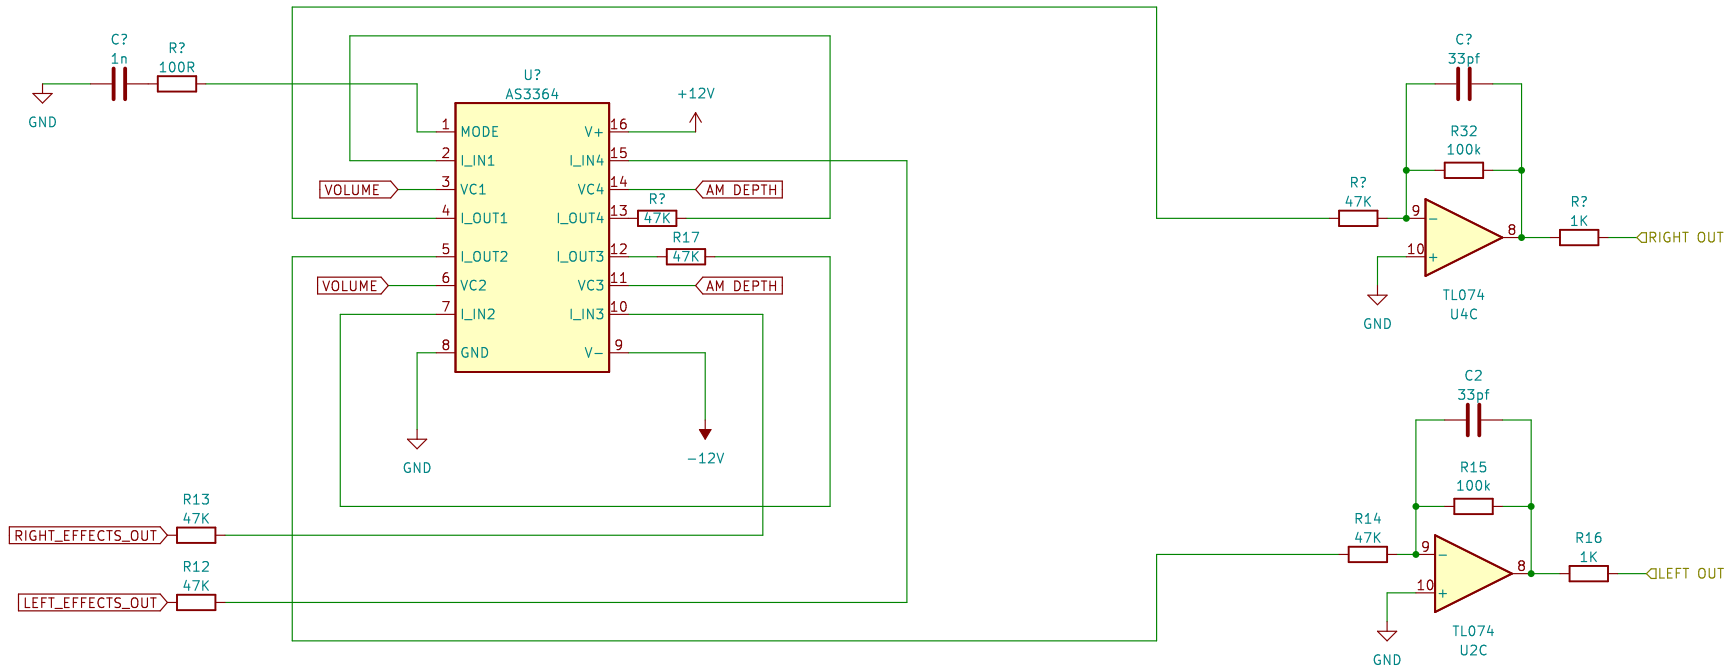 C?
1n
R?
100R
GND
U?
AS3364
1
MODE
2
I_IN1
3
VC1
4
I_OUT1
5
I_OUT2
6
VC2
7
I_IN2
8
GND
16
V+
15
I_IN4
14
VC4
13
I_OUT4
12
I_OUT3
11
VC3
10
I_IN3
9
V-
VOLUME
VOLUME
+12V
AM DEPTH
R?
47K
R17
47K
AM DEPTH
-12V
GND
R13
47K
RIGHT_EFFECTS_OUT
R12
47K
LEFT_EFFECTS_OUT
C?
33pf
R32
100k
R?
47K
9
-
10
+
8
R?
1K
RIGHT OUT
TL074
U4C
GND
C2
33pf
R15
100k
R14
47K
9
-
10
+
8
R16
1K
LEFT OUT
TL074
U2C
GND